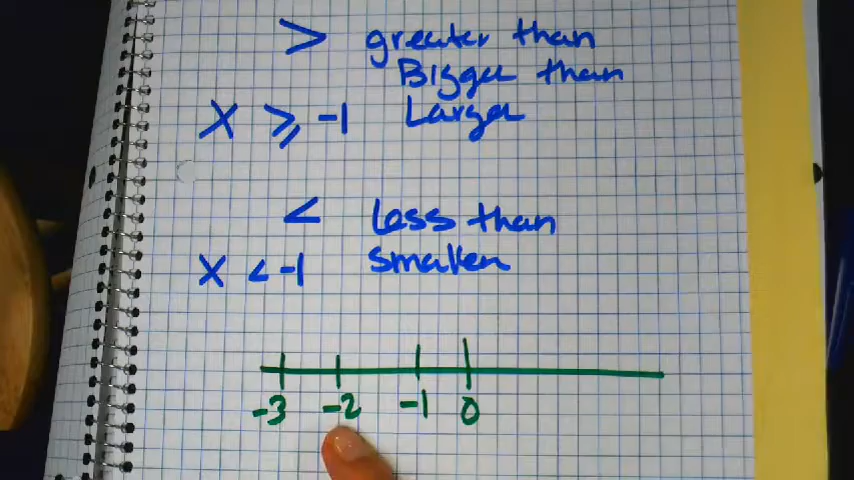 > greater than
Bigger than
X ⩾ -1 Larger
< Less than
X < -1 smaller
-3 -2 -1 0